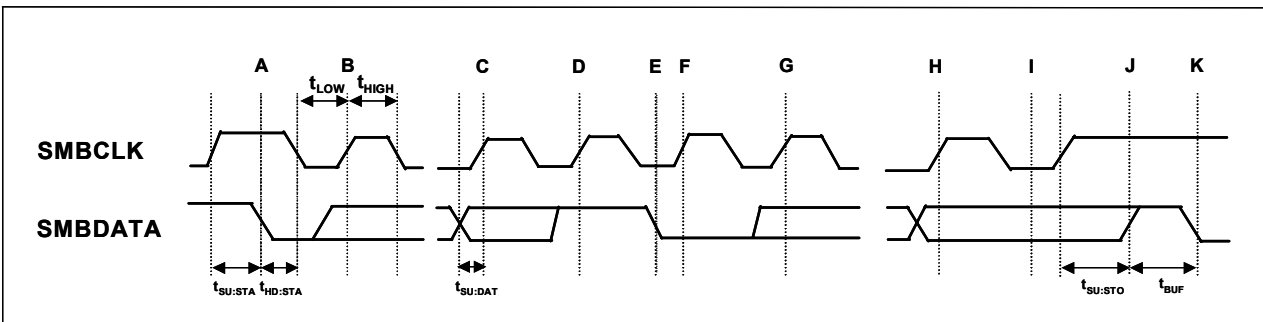 A B C D E F G H I J K
tLOW tHIGH
SMBCLK
SMBDATA
tSU:STA tHD:STA tSU:DAT tSU:STO tBUF